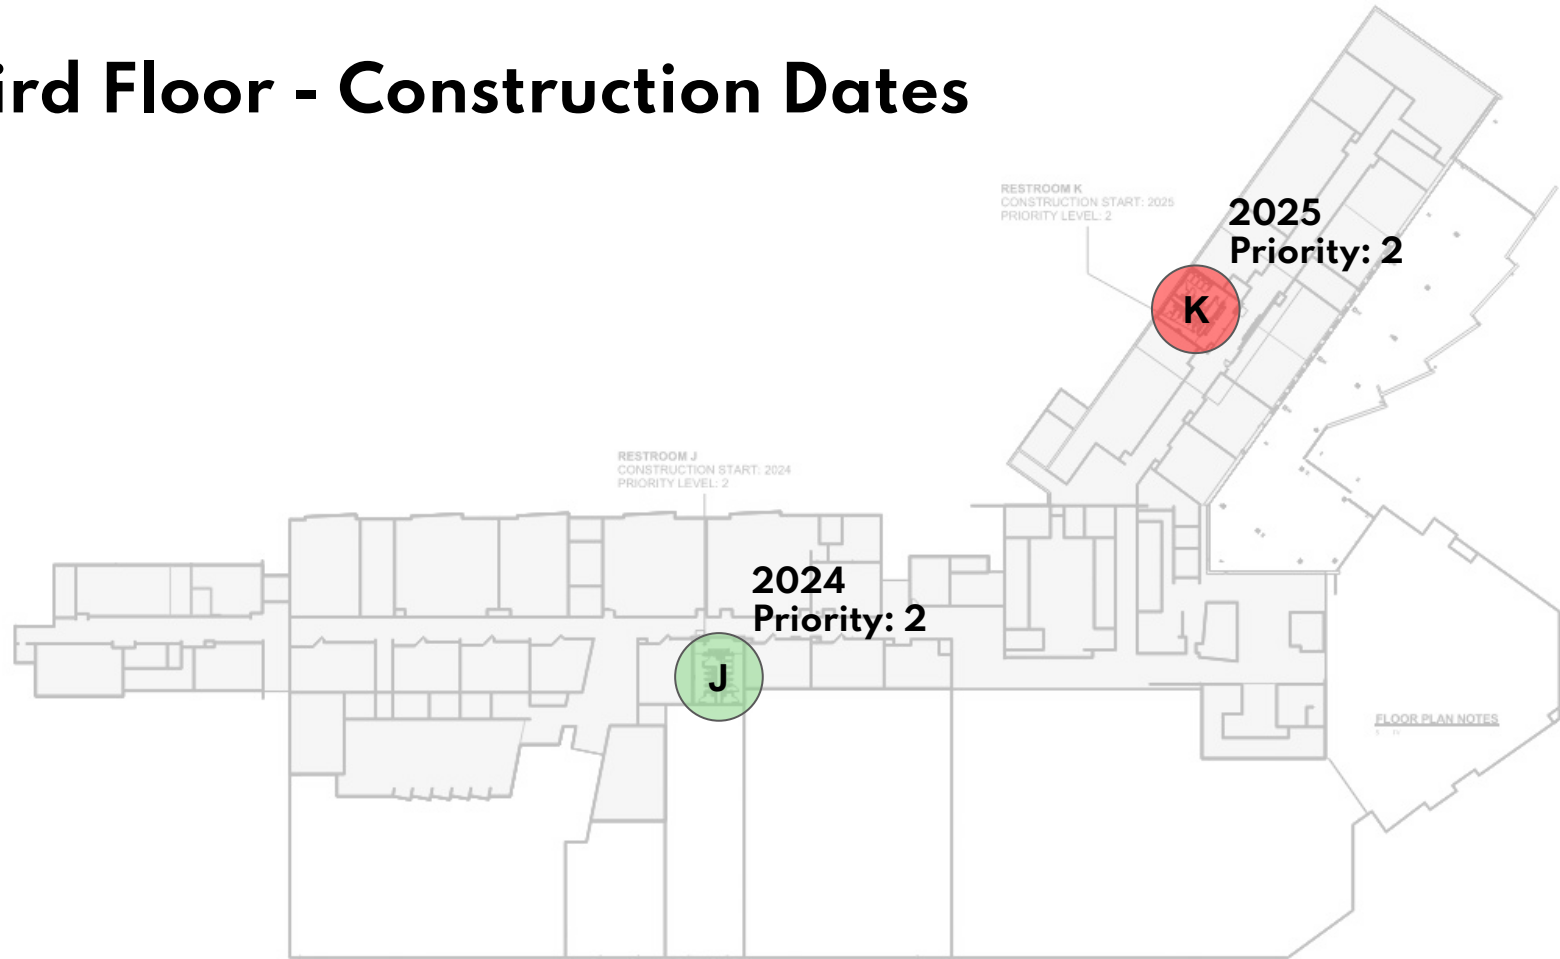 ird Floor - Construction Dates
RESTROOM K
CONSTRUCTION START: 2025
PRIORITY LEVEL: 2
2025
Priority: 2
K
RESTROOM J
CONSTRUCTION START: 2024
PRIORITY LEVEL: 2
2024
Priority: 2
J
FLOOR PLAN NOTES